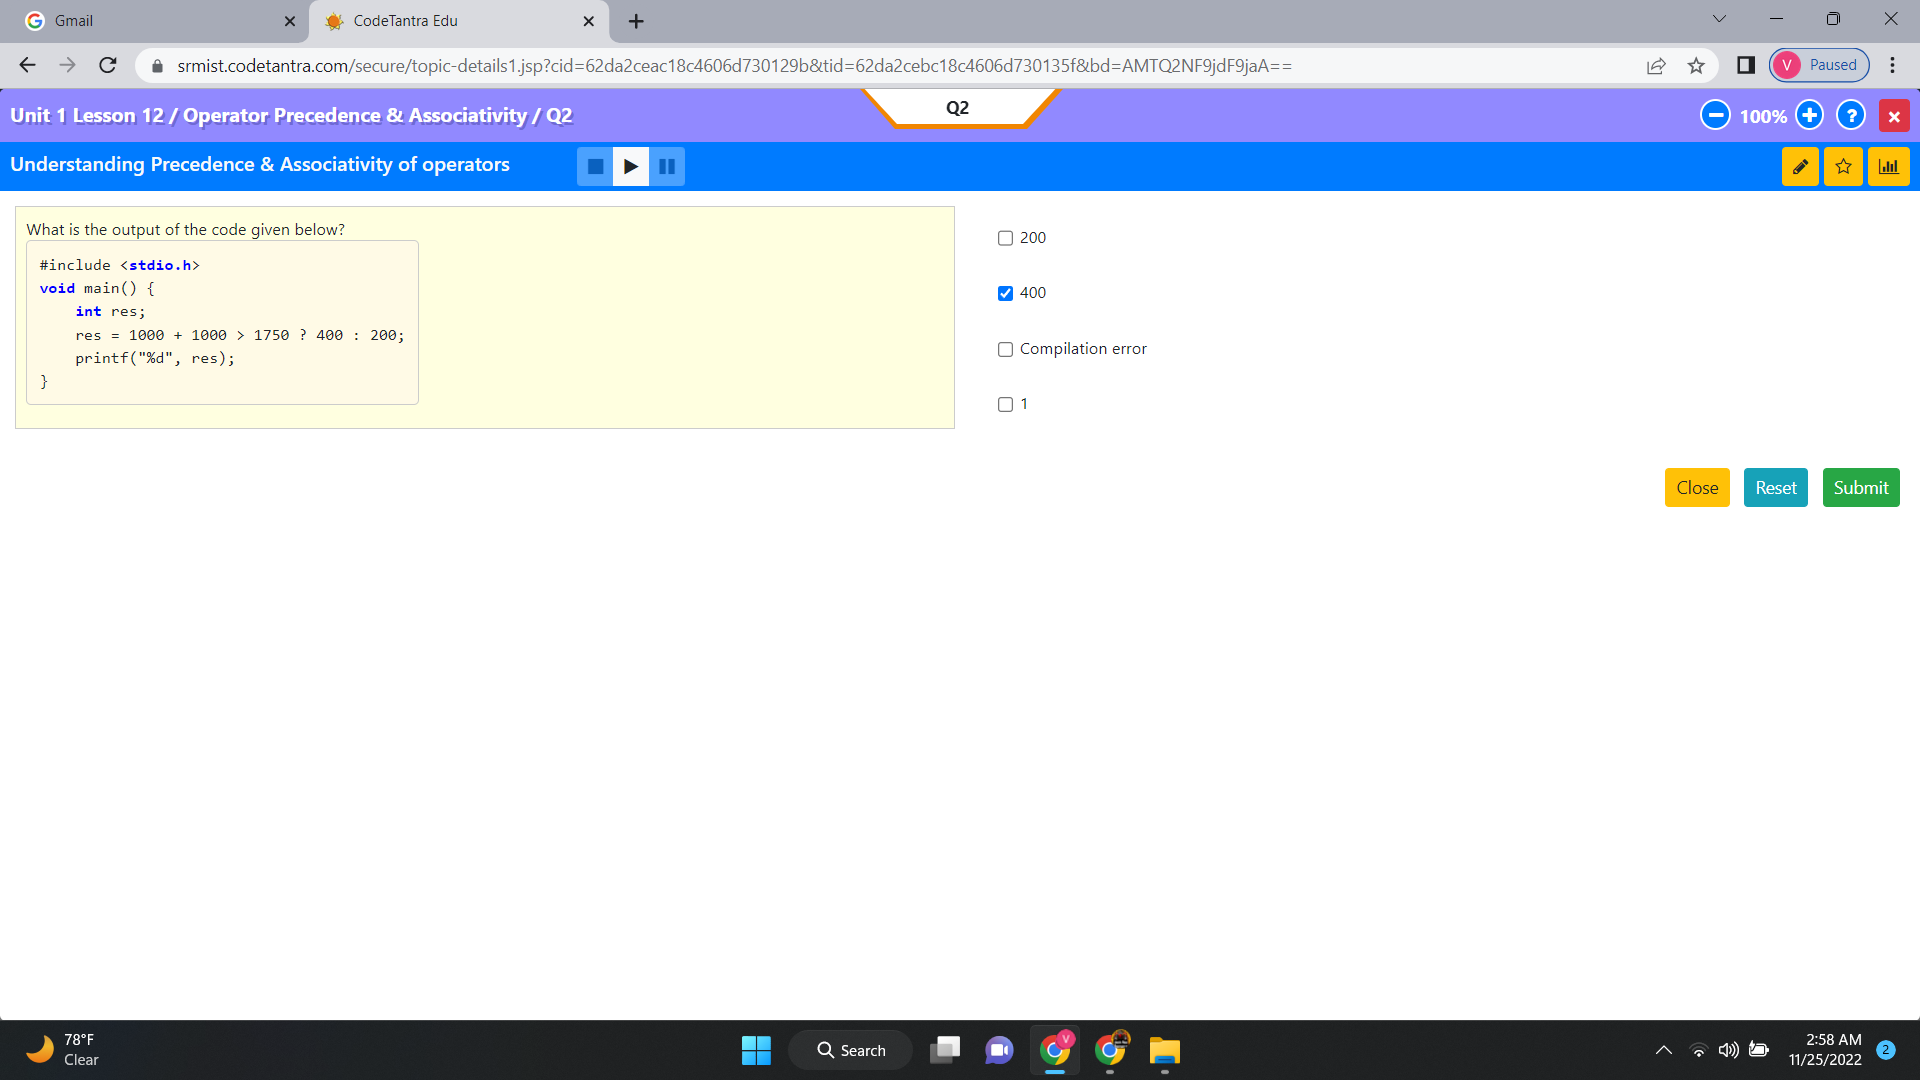 Gmail
CodeTantra Edu
srmist.codetantra.com/secure/topic-details1.jsp?cid=62da2ceac18c4606d730129b&tid=62da2cebc18c4606d730135f&bd=AMTQ2NF9jdF9jaA==
V Paused
Unit 1 Lesson 12 / Operator Precedence & Associativity / Q2
Q2
100%
?
Understanding Precedence & Associativity of operators
What is the output of the code given below?
#include <stdio.h>
void main() {
    int res;
    res = 1000 + 1000 > 1750 ? 400 : 200;
    printf("%d", res);
}
200
400
Compilation error
1
Close
Reset
Submit
78°F
Clear
Search
V
2:58 AM
11/25/2022
2